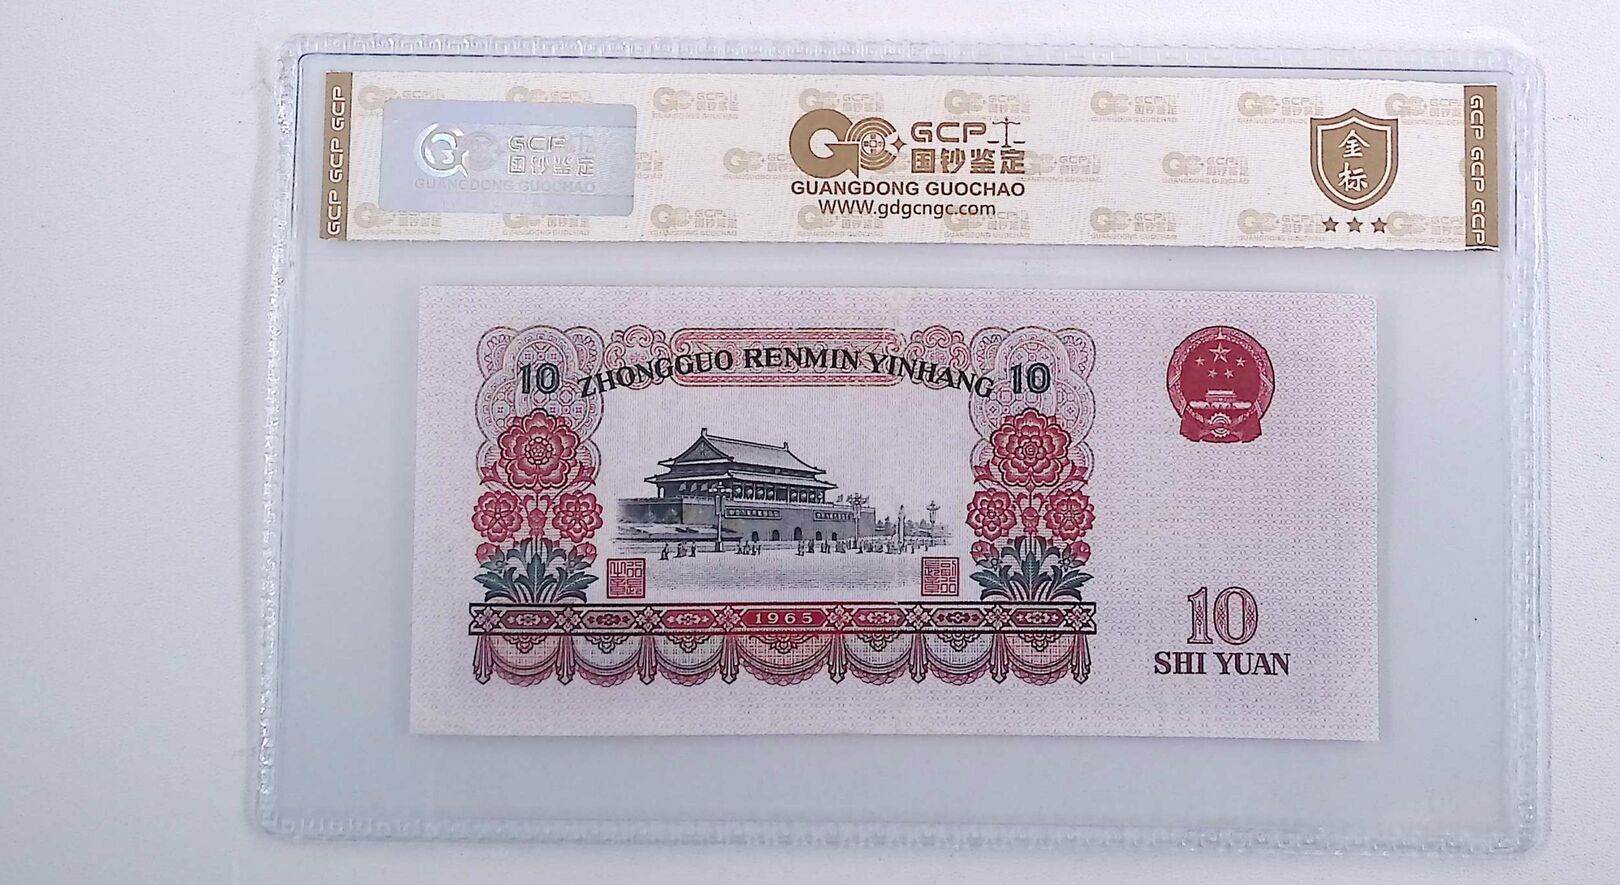 GCP GCP GCP
GCP
国钞鉴定
GUANGDONG GUOCHAO
GCP
国钞鉴定
GUANGDONG GUOCHAO
WWW.gdgcngc.com
金标
GCP GCP GCP
10 ZHONGGUO RENMIN YINHANG 10
1965
10
SHI YUAN